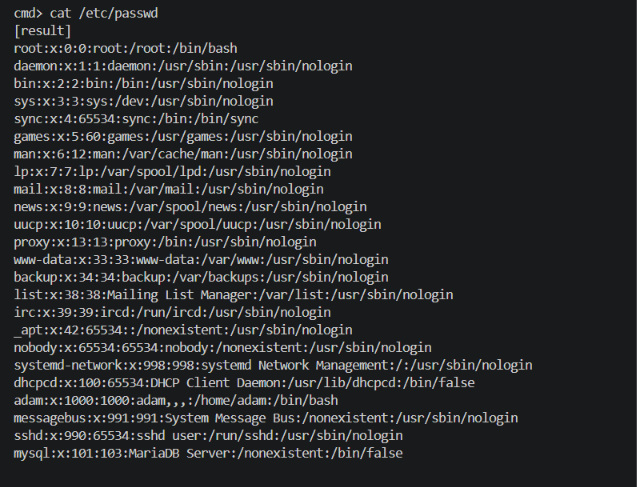 cmd> cat /etc/passwd
[result]
root:x:0:0:root:/root:/bin/bash
daemon:x:1:1:daemon:/usr/sbin:/usr/sbin/nologin
bin:x:2:2:bin:/bin:/usr/sbin/nologin
sys:x:3:3:sys:/dev:/usr/sbin/nologin
sync:x:4:65534:sync:/bin:/bin/sync
games:x:5:60:games:/usr/games:/usr/sbin/nologin
man:x:6:12:man:/var/cache/man:/usr/sbin/nologin
lp:x:7:7:lp:/var/spool/lpd:/usr/sbin/nologin
mail:x:8:8:mail:/var/mail:/usr/sbin/nologin
news:x:9:9:news:/var/spool/news:/usr/sbin/nologin
uucp:x:10:10:uucp:/var/spool/uucp:/usr/sbin/nologin
proxy:x:13:13:proxy:/bin:/usr/sbin/nologin
www-data:x:33:33:www-data:/var/www:/usr/sbin/nologin
backup:x:34:34:backup:/var/backups:/usr/sbin/nologin
list:x:38:38:Mailing List Manager:/var/list:/usr/sbin/nologin
irc:x:39:39:ircd:/run/ircd:/usr/sbin/nologin
_apt:x:42:65534::/nonexistent:/usr/sbin/nologin
nobody:x:65534:65534:nobody:/nonexistent:/usr/sbin/nologin
systemd-network:x:998:998:systemd Network Management:/:/usr/sbin/nologin
dhcpcd:x:100:65534:DHCP Client Daemon:/usr/lib/dhcpcd:/bin/false
adam:x:1000:1000:adam,,,:/home/adam:/bin/bash
messagebus:x:991:991:System Message Bus:/nonexistent:/usr/sbin/nologin
sshd:x:990:65534:sshd user:/run/sshd:/usr/sbin/nologin
mysql:x:101:103:MariaDB Server:/nonexistent:/bin/false